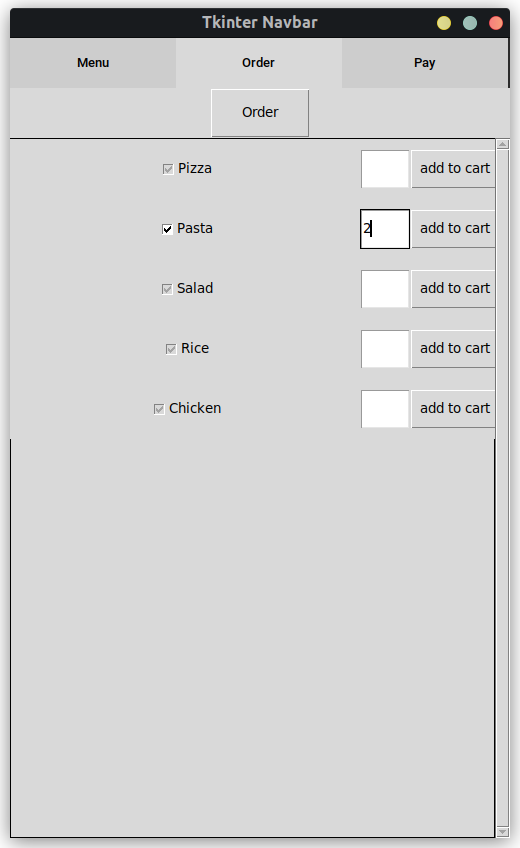 Tkinter Navbar
Menu Order Pay
Order
Pizza add to cart
Pasta 2 add to cart
Salad add to cart
Rice add to cart
Chicken add to cart